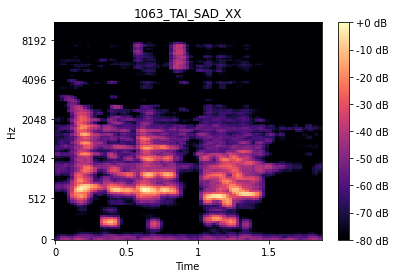 1063_TAI_SAD_XX
8192
4096
2048
1024
512
0
Hz
0
0.5
1
1.5
Time
+0 dB
-10 dB
-20 dB
-30 dB
-40 dB
-50 dB
-60 dB
-70 dB
-80 dB